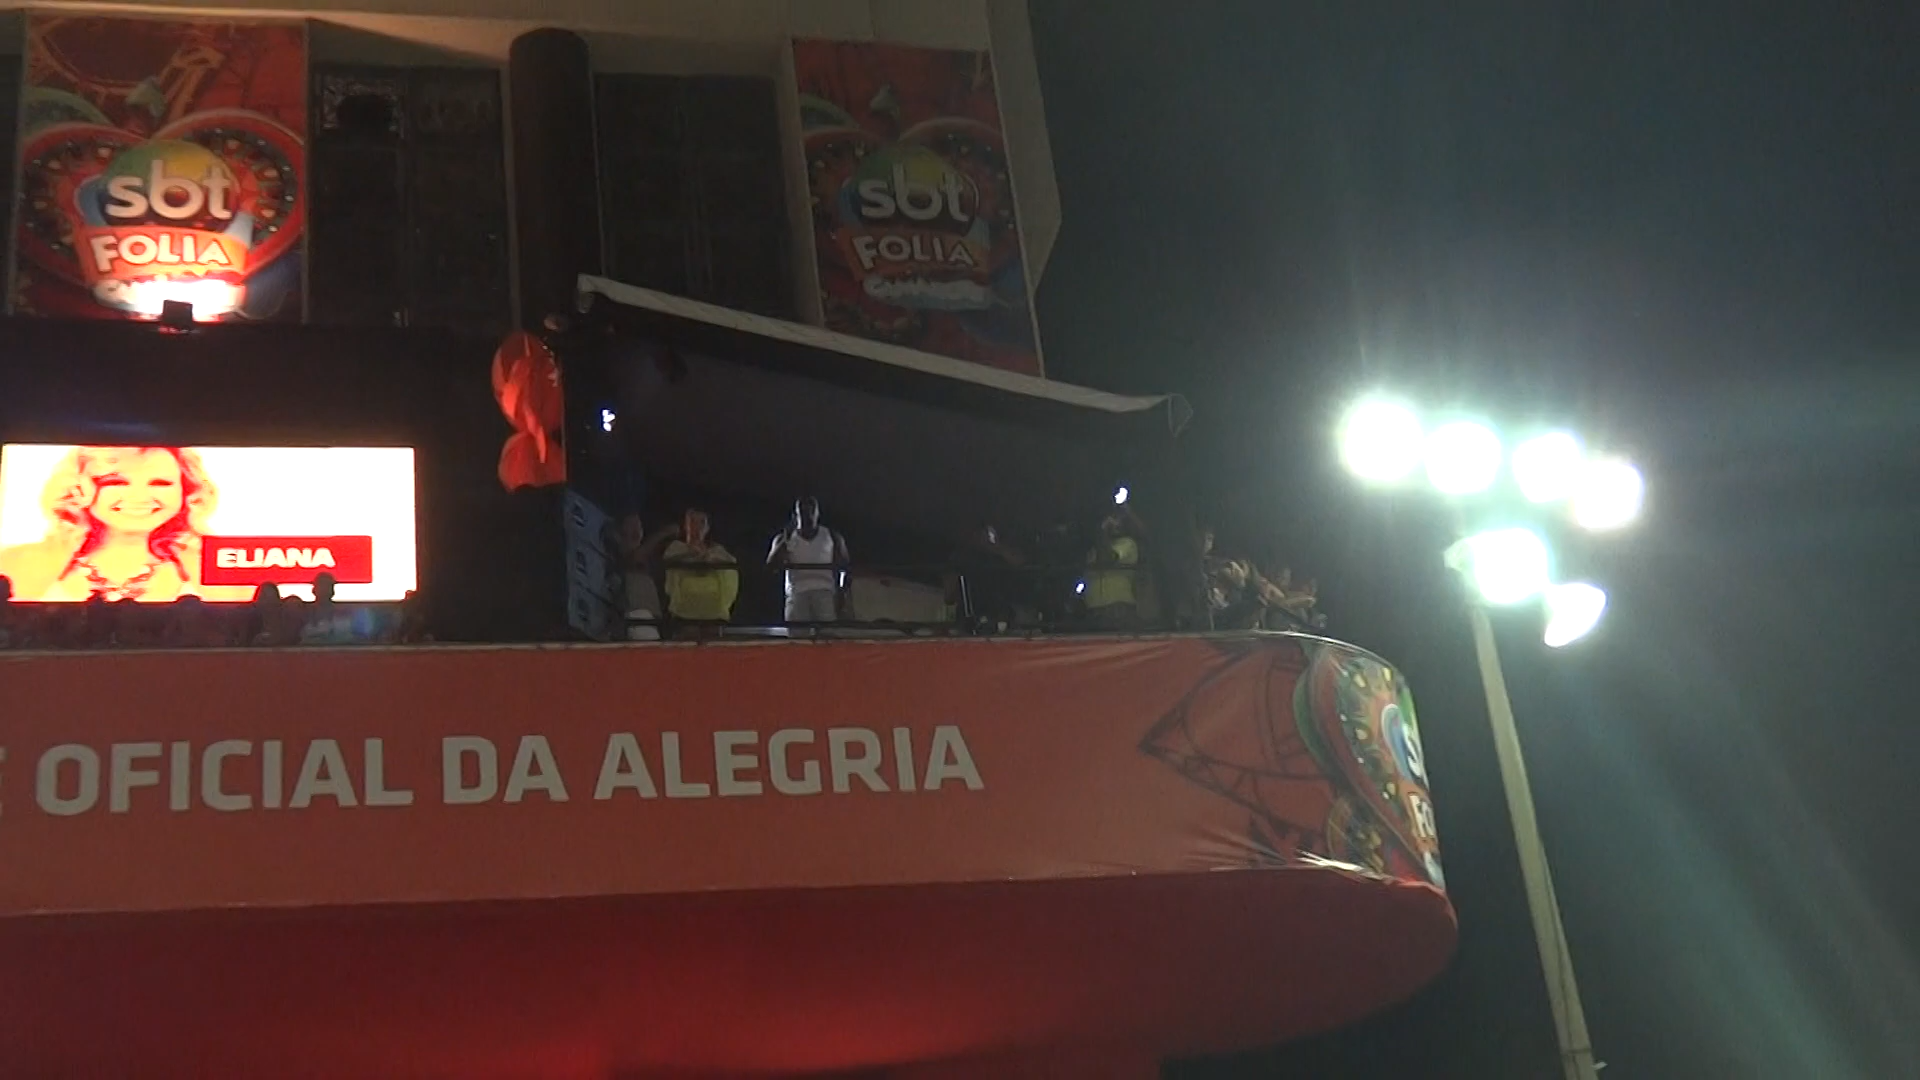 sbt
FOLIA
sbt
FOLIA
ELIANA
OFICIAL DA ALEGRIA